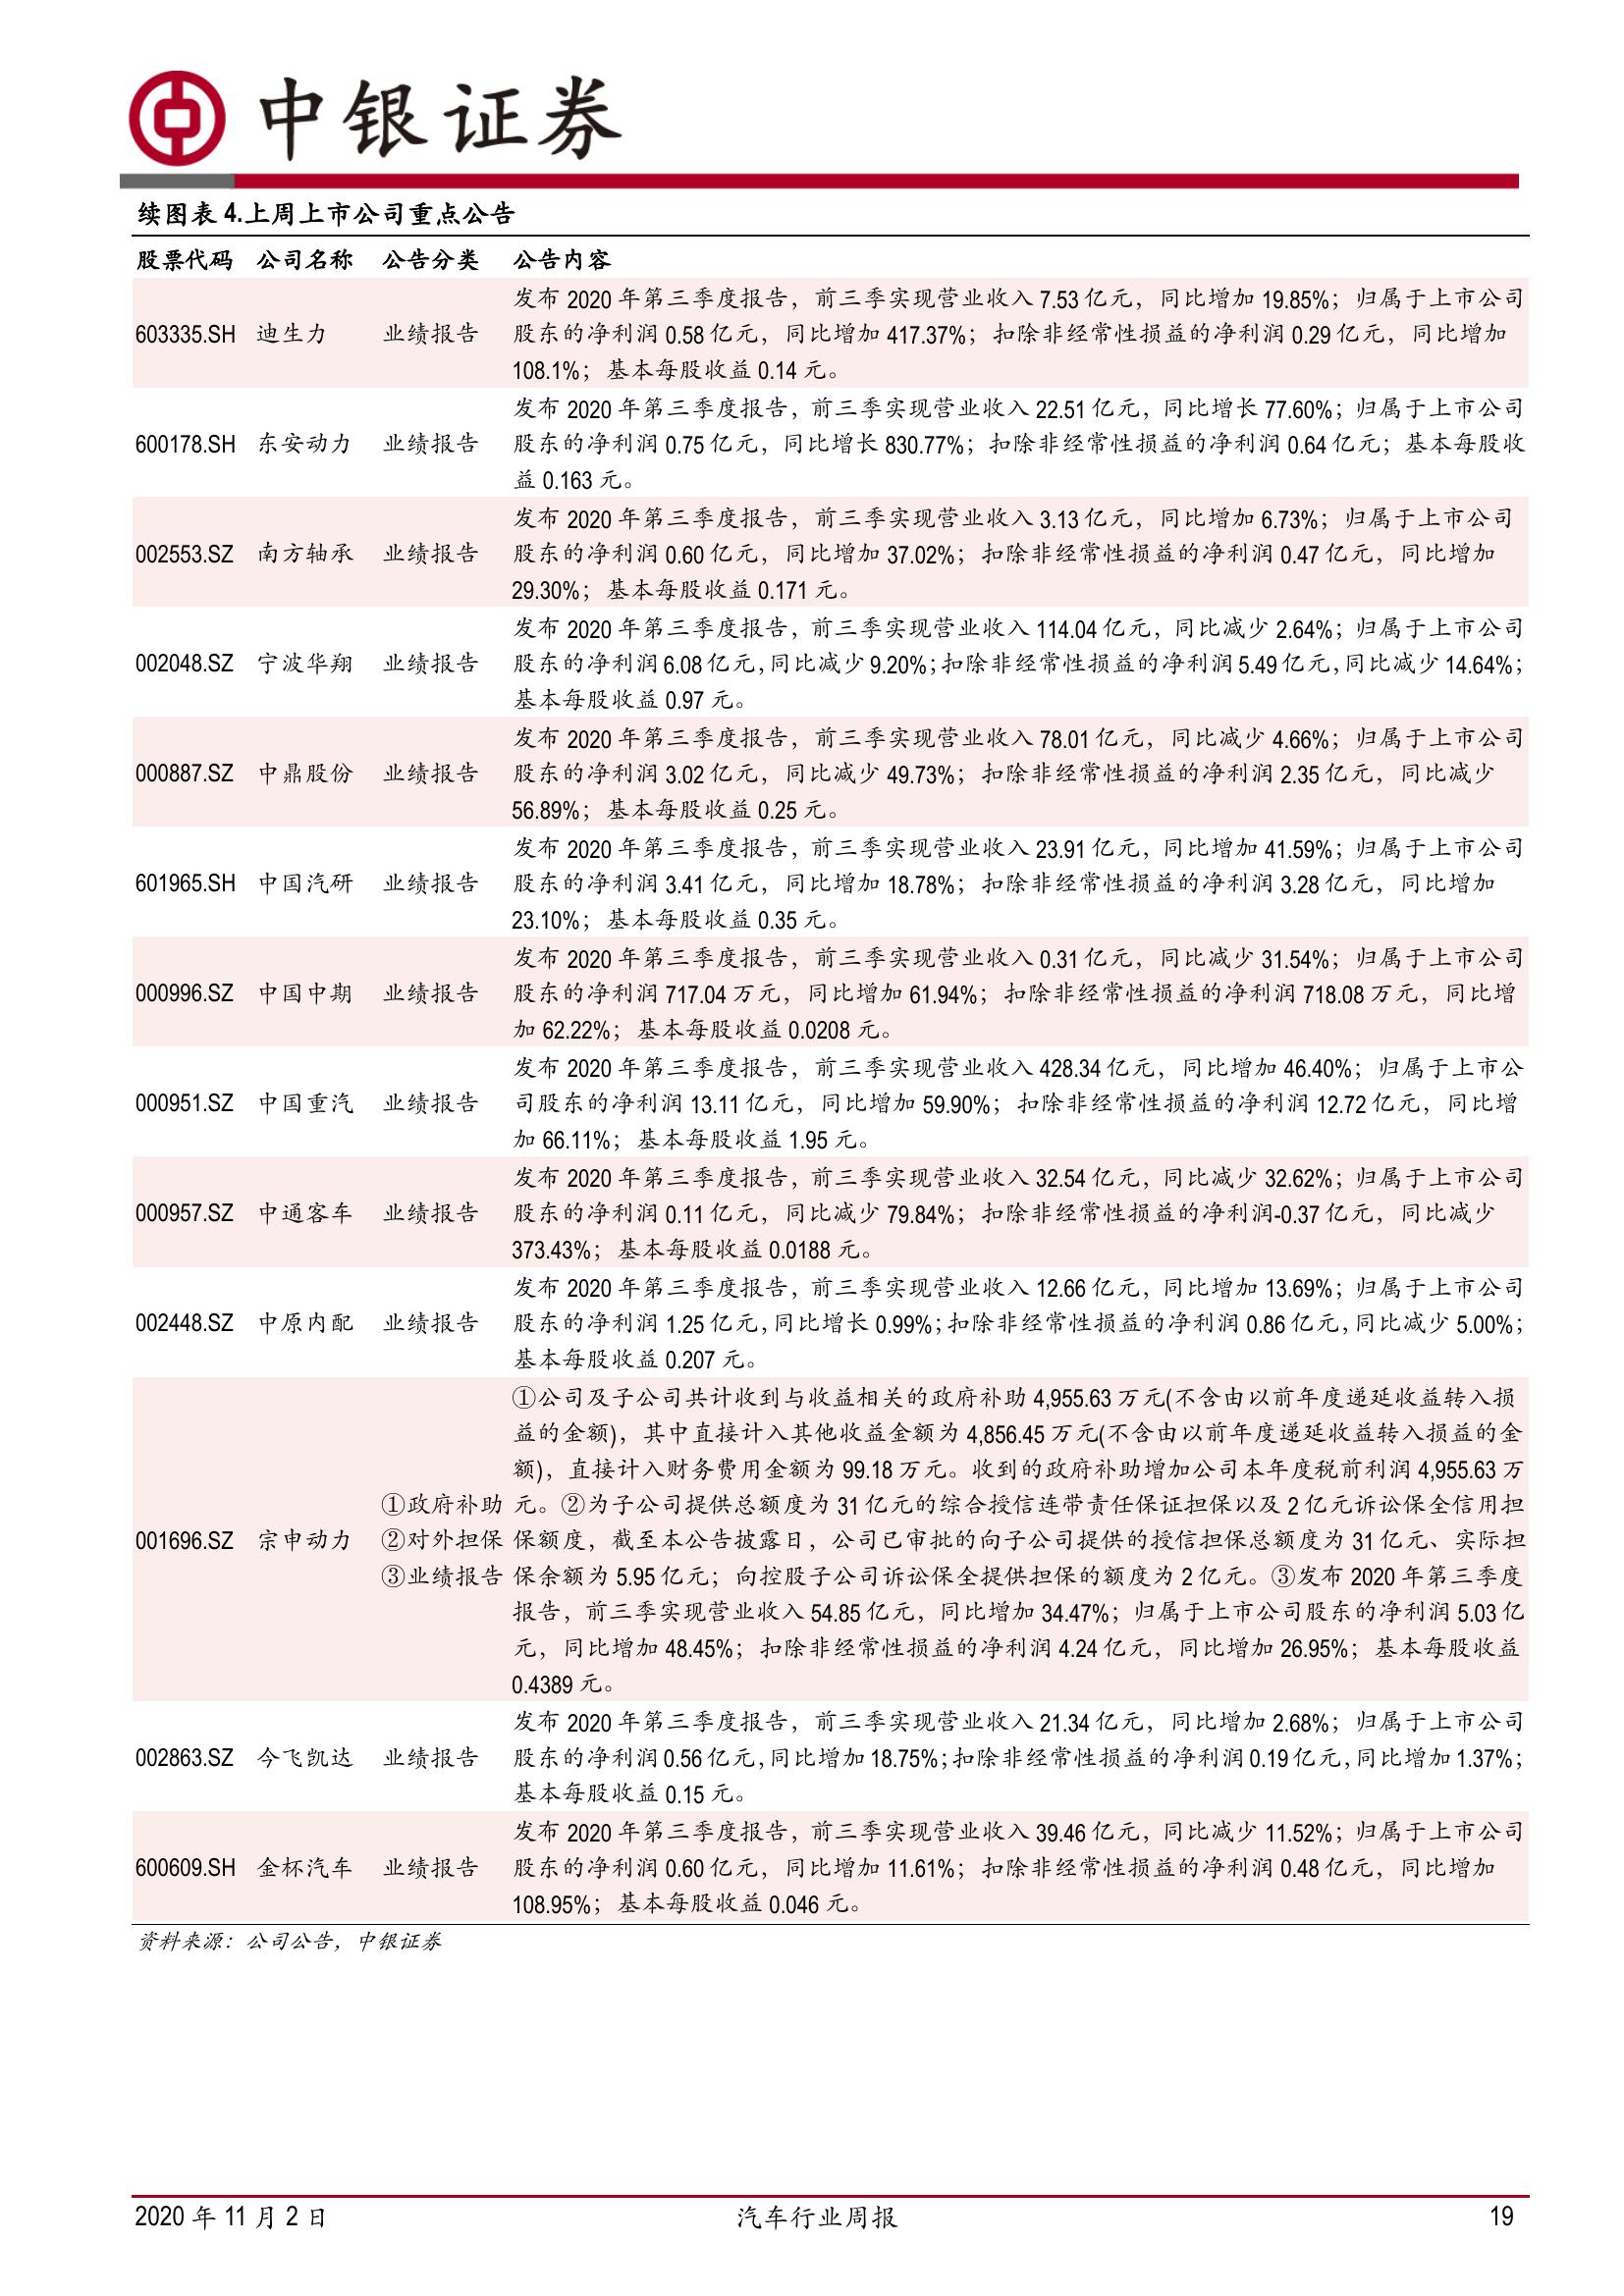 中银证券
续图表 4.上周上市公司重点公告
股票代码 公司名称 公告分类 公告内容
发布 2020 年第三季度报告，前三季实现营业收入 7.53 亿元，同比增加 19.85%；归属于上市公司
603335.SH 迪生力 业绩报告 股东的净利润 0.58 亿元，同比增加 417.37%；扣除非经常性损益的净利润 0.29 亿元，同比增加
108.1%；基本每股收益 0.14 元。
发布 2020 年第三季度报告，前三季实现营业收入 22.51 亿元，同比增长 77.60%；归属于上市公司
600178.SH 东安动力 业绩报告 股东的净利润 0.75 亿元，同比增长 830.77%；扣除非经常性损益的净利润 0.64 亿元；基本每股收
益 0.163 元。
发布 2020 年第三季度报告，前三季实现营业收入 3.13 亿元，同比增加 6.73%；归属于上市公司
002553.SZ 南方轴承 业绩报告 股东的净利润 0.60 亿元，同比增加 37.02%；扣除非经常性损益的净利润 0.47 亿元，同比增加
29.30%；基本每股收益 0.171 元。
发布 2020 年第三季度报告，前三季实现营业收入 114.04 亿元，同比减少 2.64%；归属于上市公司
002048.SZ 宁波华翔 业绩报告 股东的净利润 6.08 亿元，同比减少 9.20%；扣除非经常性损益的净利润 5.49 亿元，同比减少 14.64%；
基本每股收益 0.97 元。
发布 2020 年第三季度报告，前三季实现营业收入 78.01 亿元，同比减少 4.66%；归属于上市公司
000887.SZ 中鼎股份 业绩报告 股东的净利润 3.02 亿元，同比减少 49.73%；扣除非经常性损益的净利润 2.35 亿元，同比减少
56.89%；基本每股收益 0.25 元。
发布 2020 年第三季度报告，前三季实现营业收入 23.91 亿元，同比增加 41.59%；归属于上市公司
601965.SH 中国汽研 业绩报告 股东的净利润 3.41 亿元，同比增加 18.78%；扣除非经常性损益的净利润 3.28 亿元，同比增加
23.10%；基本每股收益 0.35 元。
发布 2020 年第三季度报告，前三季实现营业收入 0.31 亿元，同比减少 31.54%；归属于上市公司
000996.SZ 中国中期 业绩报告 股东的净利润 717.04 万元，同比增加 61.94%；扣除非经常性损益的净利润 718.08 万元，同比增
加 62.22%；基本每股收益 0.0208 元。
发布 2020 年第三季度报告，前三季实现营业收入 428.34 亿元，同比增加 46.40%；归属于上市公
000951.SZ 中国重汽 业绩报告 司股东的净利润 13.11 亿元，同比增加 59.90%；扣除非经常性损益的净利润 12.72 亿元，同比增
加 66.11%；基本每股收益 1.95 元。
发布 2020 年第三季度报告，前三季实现营业收入 32.54 亿元，同比减少 32.62%；归属于上市公司
000957.SZ 中通客车 业绩报告 股东的净利润 0.11 亿元，同比减少 79.84%；扣除非经常性损益的净利润-0.37 亿元，同比减少
373.43%；基本每股收益 0.0188 元。
发布 2020 年第三季度报告，前三季实现营业收入 12.66 亿元，同比增加 13.69%；归属于上市公司
002448.SZ 中原内配 业绩报告 股东的净利润 1.25 亿元，同比增长 0.99%；扣除非经常性损益的净利润 0.86 亿元，同比减少 5.00%；
基本每股收益 0.207 元。
①公司及子公司共计收到与收益相关的政府补助 4,955.63 万元(不含由以前年度递延收益转入损
益的金额)，其中直接计入其他收益金额为 4,856.45 万元(不含由以前年度递延收益转入损益的金
额)，直接计入财务费用金额为 99.18 万元。收到的政府补助增加公司本年度税前利润 4,955.63 万
①政府补助 元。②为子公司提供总额度为 31 亿元的综合授信连带责任保证担保以及 2 亿元诉讼保全信用担
001696.SZ 宗申动力 ②对外担保 保额度，截至本公告披露日，公司已审批的向子公司提供的授信担保总额度为 31 亿元、实际担
③业绩报告 保余额为 5.95 亿元；向控股子公司诉讼保全提供担保的额度为 2 亿元。③发布 2020 年第三季度
报告，前三季实现营业收入 54.85 亿元，同比增加 34.47%；归属于上市公司股东的净利润 5.03 亿
元，同比增加 48.45%；扣除非经常性损益的净利润 4.24 亿元，同比增加 26.95%；基本每股收益
0.4389 元。
发布 2020 年第三季度报告，前三季实现营业收入 21.34 亿元，同比增加 2.68%；归属于上市公司
002863.SZ 今飞凯达 业绩报告 股东的净利润 0.56 亿元，同比增加 18.75%；扣除非经常性损益的净利润 0.19 亿元，同比增加 1.37%；
基本每股收益 0.15 元。
发布 2020 年第三季度报告，前三季实现营业收入 39.46 亿元，同比减少 11.52%；归属于上市公司
600609.SH 金杯汽车 业绩报告 股东的净利润 0.60 亿元，同比增加 11.61%；扣除非经常性损益的净利润 0.48 亿元，同比增加
108.95%；基本每股收益 0.046 元。
资料来源：公司公告，中银证券
2020 年 11 月 2 日 汽车行业周报 19